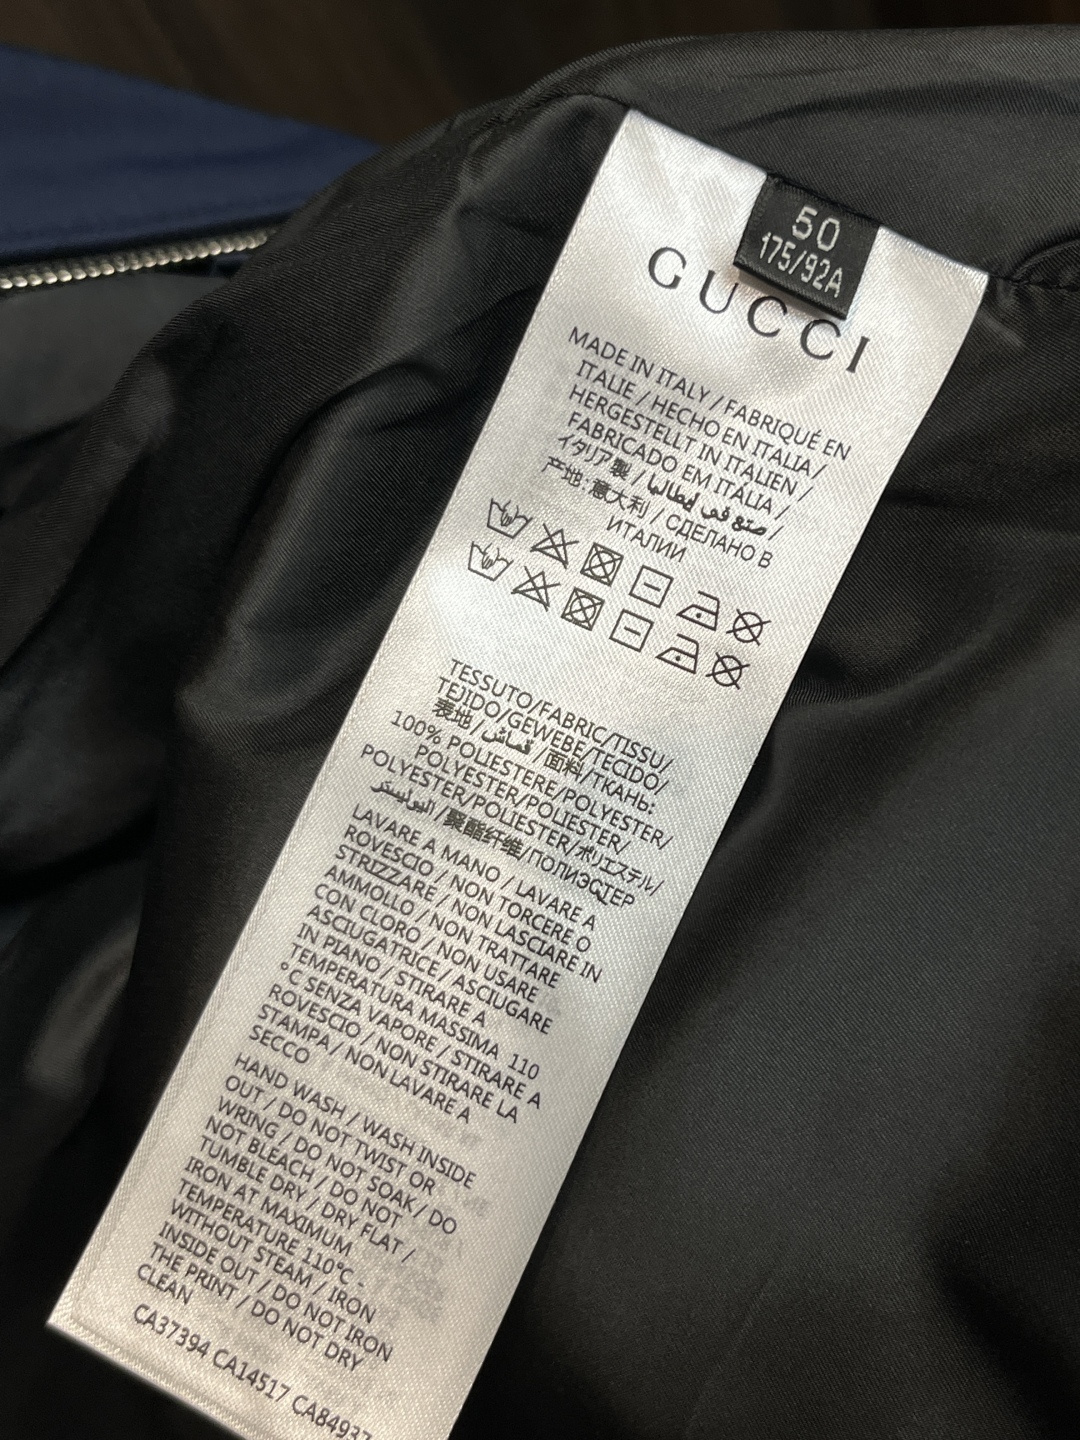 50
175/92A
GUCCI
MADE IN ITALY / FABRIQUÉ EN
ITALIE / HECHO EN ITALIA /
HERGESTELLT IN ITALIEN /
FABRICADO EM ITÁLIA /
イタリア製 / صنع في إيطاليا /
产地: 意大利 / СДЕЛАНО В
ИТАЛИИ
TESSUTO/FABRIC/TISSU/
TEJIDO/GEWEBE/TECIDO/
表地/قماش/面料/ТКАНЬ:
100% POLIESTERE/POLYESTER/
POLYESTER/POLIESTER/
POLYESTER/POLIÉSTER/ポリエステル/
البوليستر/聚酯纤维/ПОЛИЭСТЕР
LAVARE A MANO / LAVARE A
ROVESCIO / NON TORCERE O
STRIZZARE / NON LASCIARE IN
AMMOLLO / NON TRATTARE
CON CLORO / NON USARE
ASCIUGATRICE / ASCIUGARE
IN PIANO / STIRARE A
TEMPERATURA MASSIMA 110
°C SENZA VAPORE / STIRARE A
ROVESCIO / NON STIRARE LA
STAMPA / NON LAVARE A
SECCO
HAND WASH / WASH INSIDE
OUT / DO NOT TWIST OR
WRING / DO NOT SOAK / DO
NOT BLEACH / DO NOT
TUMBLE DRY / DRY FLAT /
IRON AT MAXIMUM
TEMPERATURE 110°C -
WITHOUT STEAM / IRON
INSIDE OUT / DO NOT IRON
THE PRINT / DO NOT DRY
CLEAN
CA37394 CA14517 CA84937